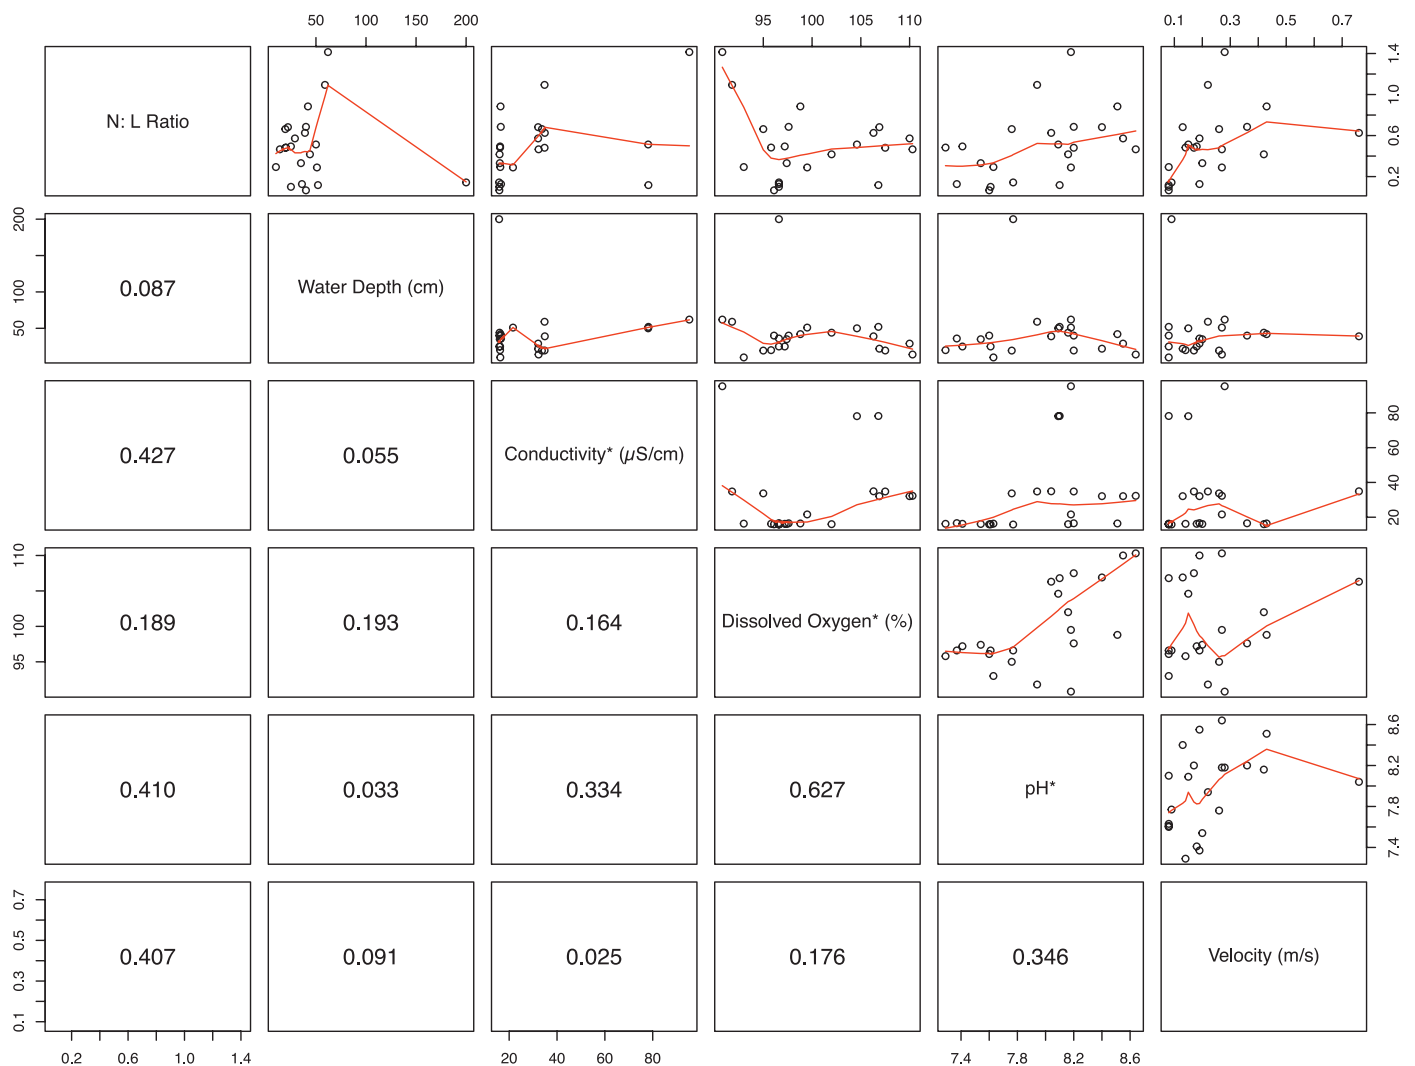 50 100 200
95 100 110
0.1 0.3 0.5 0.7
N: L Ratio
0.2 0.6 1.0 1.4
50 100 200
0.087
Water Depth (cm)
0.427
0.055
Conductivity* (µS/cm)
20 40 60 80
95 100 110
0.189
0.193
0.164
Dissolved Oxygen* (%)
0.410
0.033
0.334
0.627
pH*
7.4 7.8 8.2 8.6
0.1 0.3 0.5 0.7
0.407
0.091
0.025
0.176
0.346
Velocity (m/s)
0.2 0.6 1.0 1.4
20 40 60 80
7.4 7.8 8.2 8.6